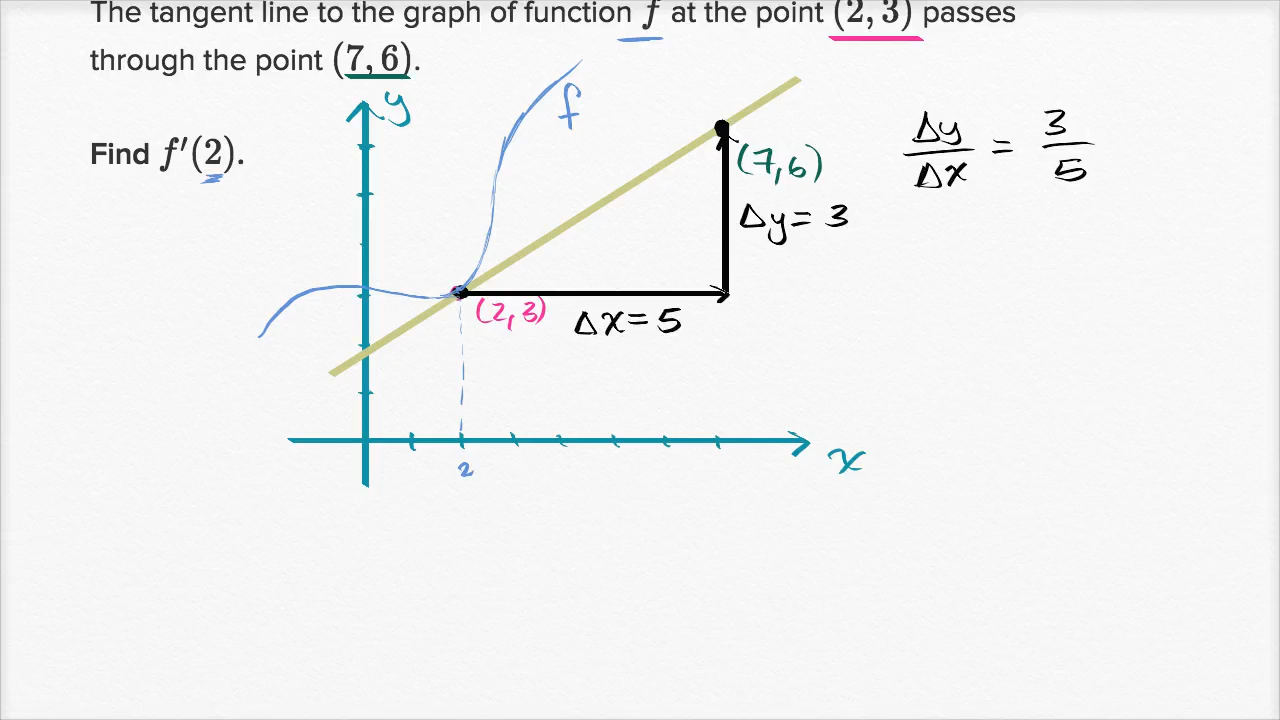 The tangent line to the graph of function f at the point (2, 3) passes
through the point (7, 6).
Find f′(2).
y
f
(7,6)
Δy = 3
Δy/Δx = 3/5
(2,3)
Δx = 5
2
x